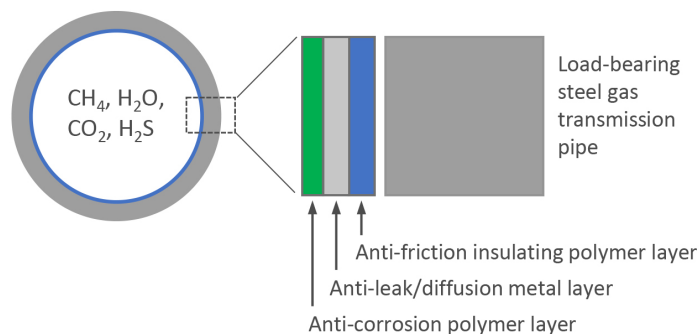 CH₄, H₂O,
CO₂, H₂S
Load-bearing
steel gas
transmission
pipe
Anti-friction insulating polymer layer
Anti-leak/diffusion metal layer
Anti-corrosion polymer layer